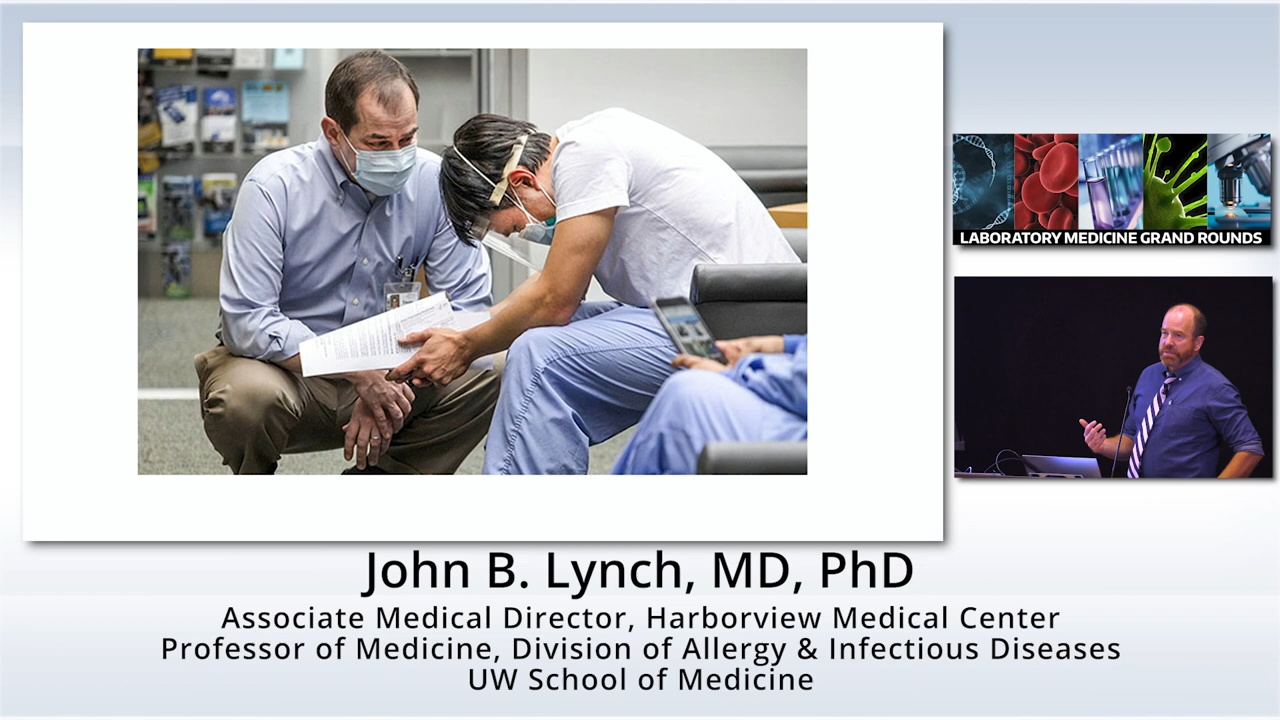 LABORATORY MEDICINE GRAND ROUNDS
John B. Lynch, MD, PhD
Associate Medical Director, Harborview Medical Center
Professor of Medicine, Division of Allergy & Infectious Diseases
UW School of Medicine